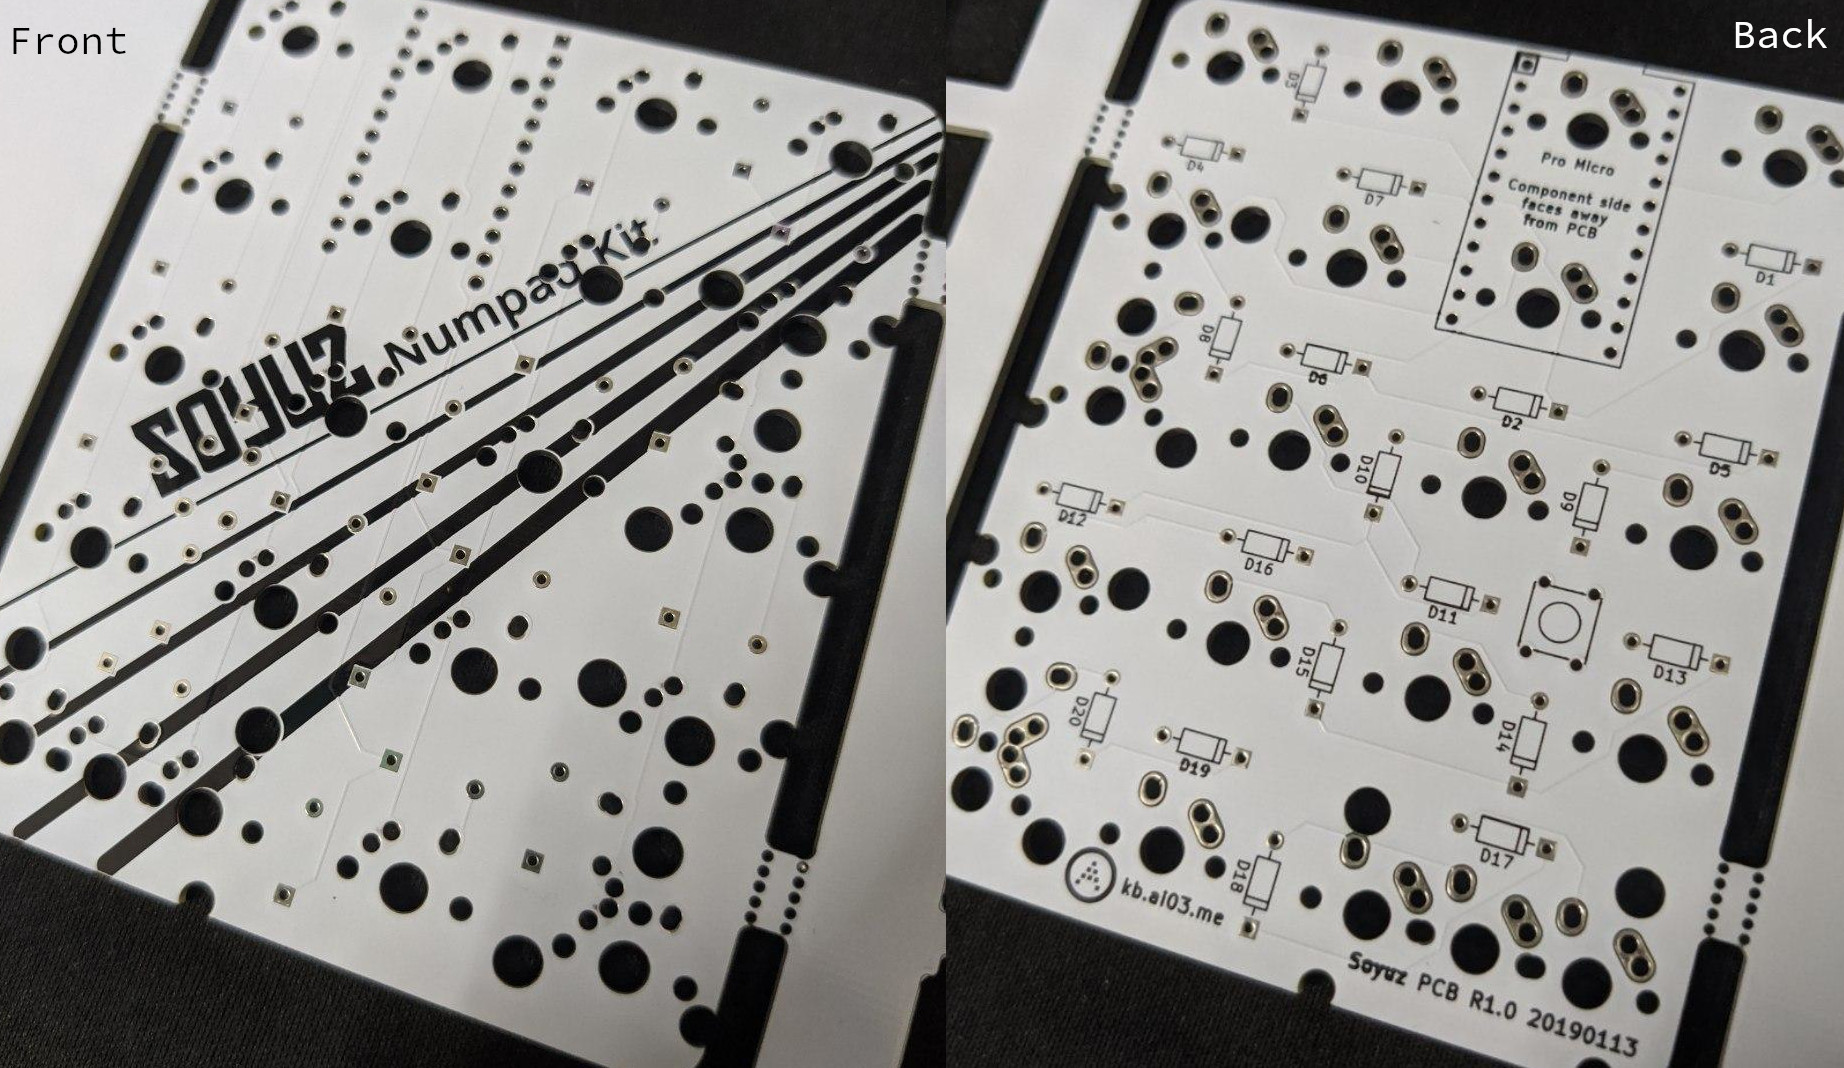 Front
SOYUZ Numpad Kit.
Back
D3
Pro Micro
Component side
faces away
from PCB
D4
D7
D1
D8
D6
D2
D5
D10
D9
D12
D16
D11
D15
D13
D20
D14
D19
D17
D18
kb.ai03.me
Soyuz PCB R1.0 20190113